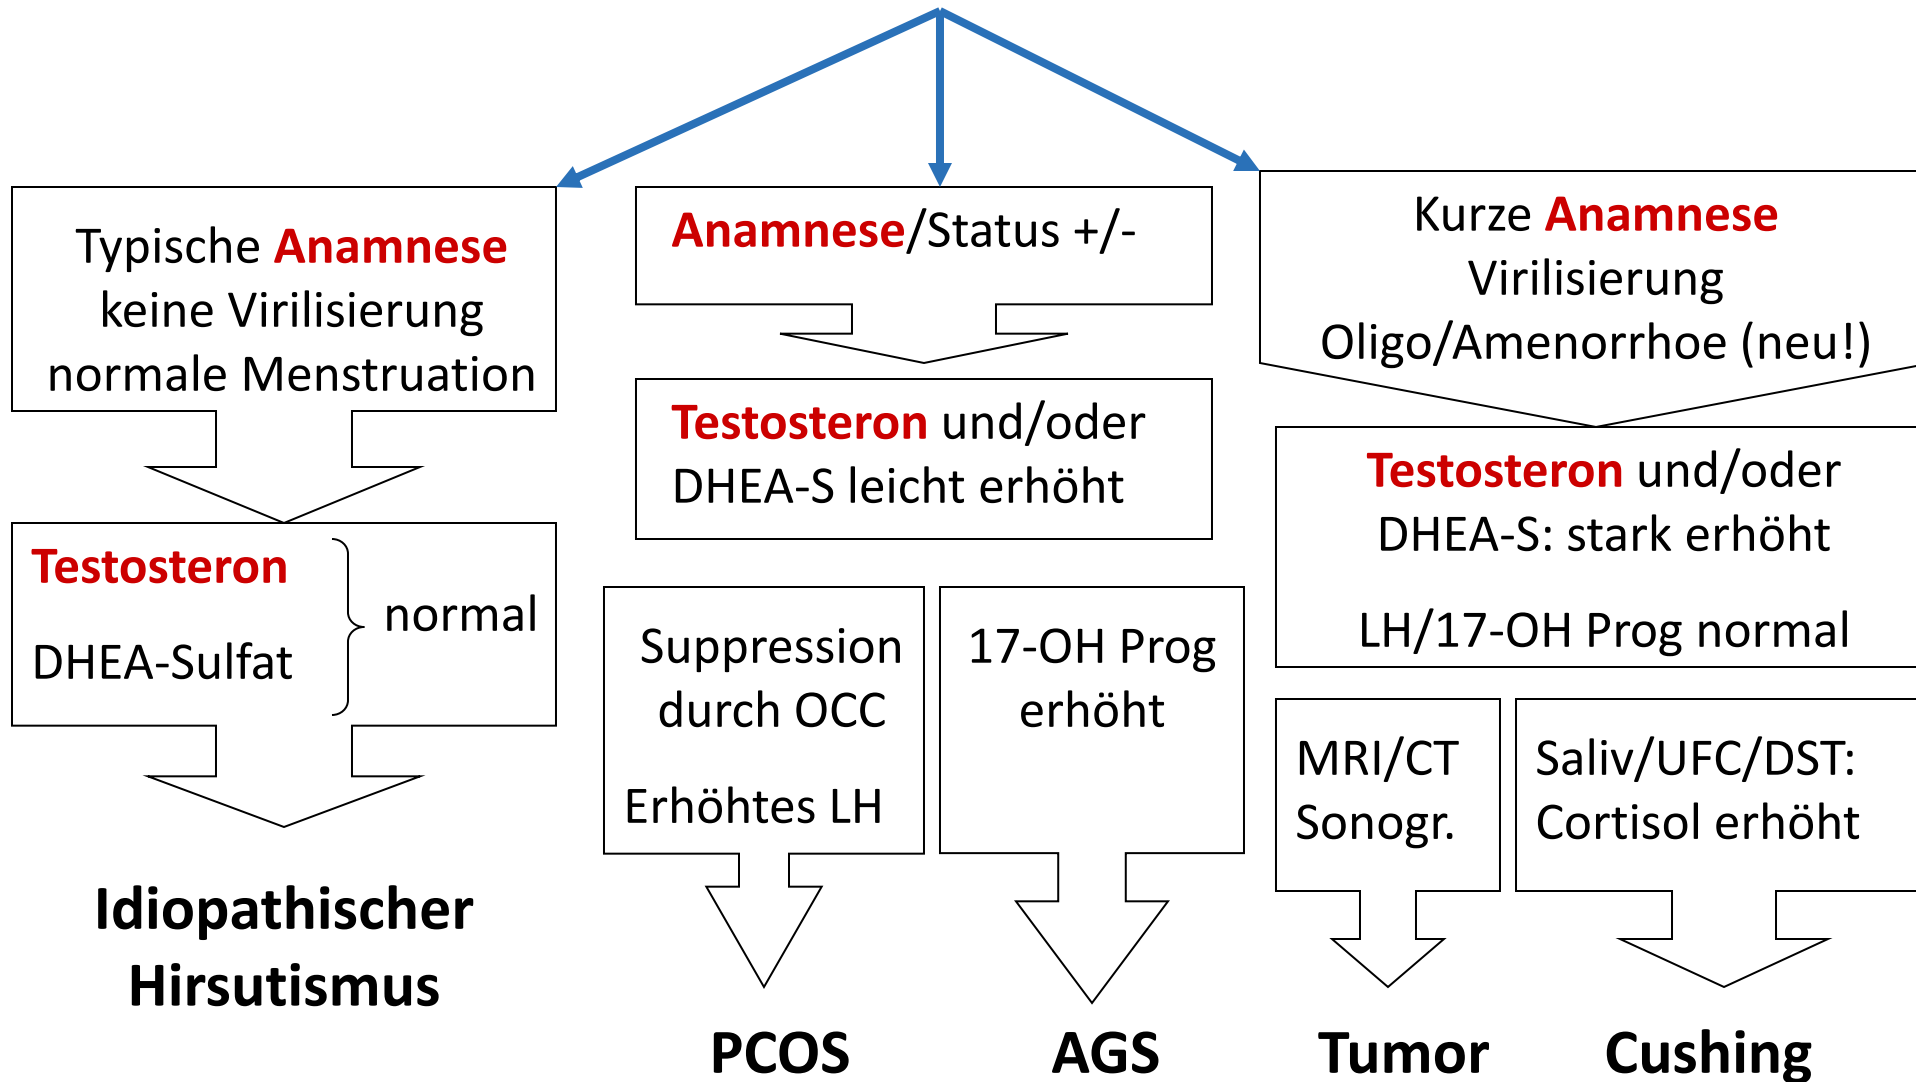 Typische Anamnese
keine Virilisierung
normale Menstruation
Testosteron
DHEA-Sulfat
normal
Idiopathischer
Hirsutismus
Anamnese/Status +/-
Testosteron und/oder
DHEA-S leicht erhöht
Suppression
durch OCC
Erhöhtes LH
PCOS
17-OH Prog
erhöht
AGS
Kurze Anamnese
Virilisierung
Oligo/Amenorrhoe (neu!)
Testosteron und/oder
DHEA-S: stark erhöht
LH/17-OH Prog normal
MRI/CT
Sonogr.
Tumor
Saliv/UFC/DST:
Cortisol erhöht
Cushing